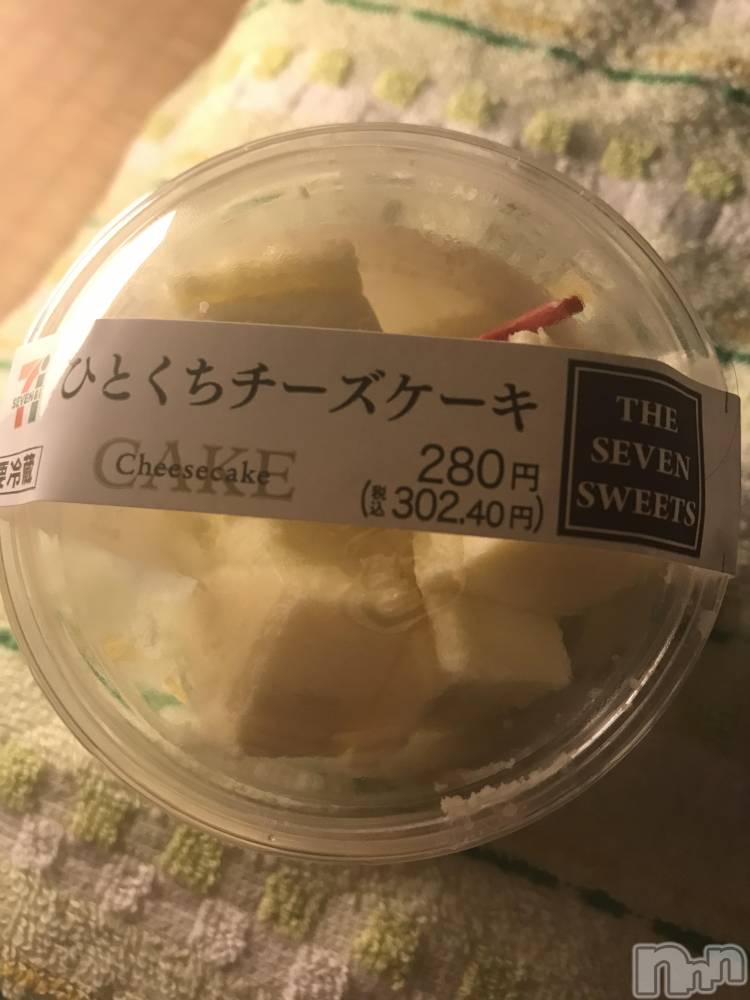 7
SEVEN
ひとくちチーズケーキ
CAKE
Cheesecake
要冷蔵
280円
(税込302.40円)
THE
SEVEN
SWEETS
nnn